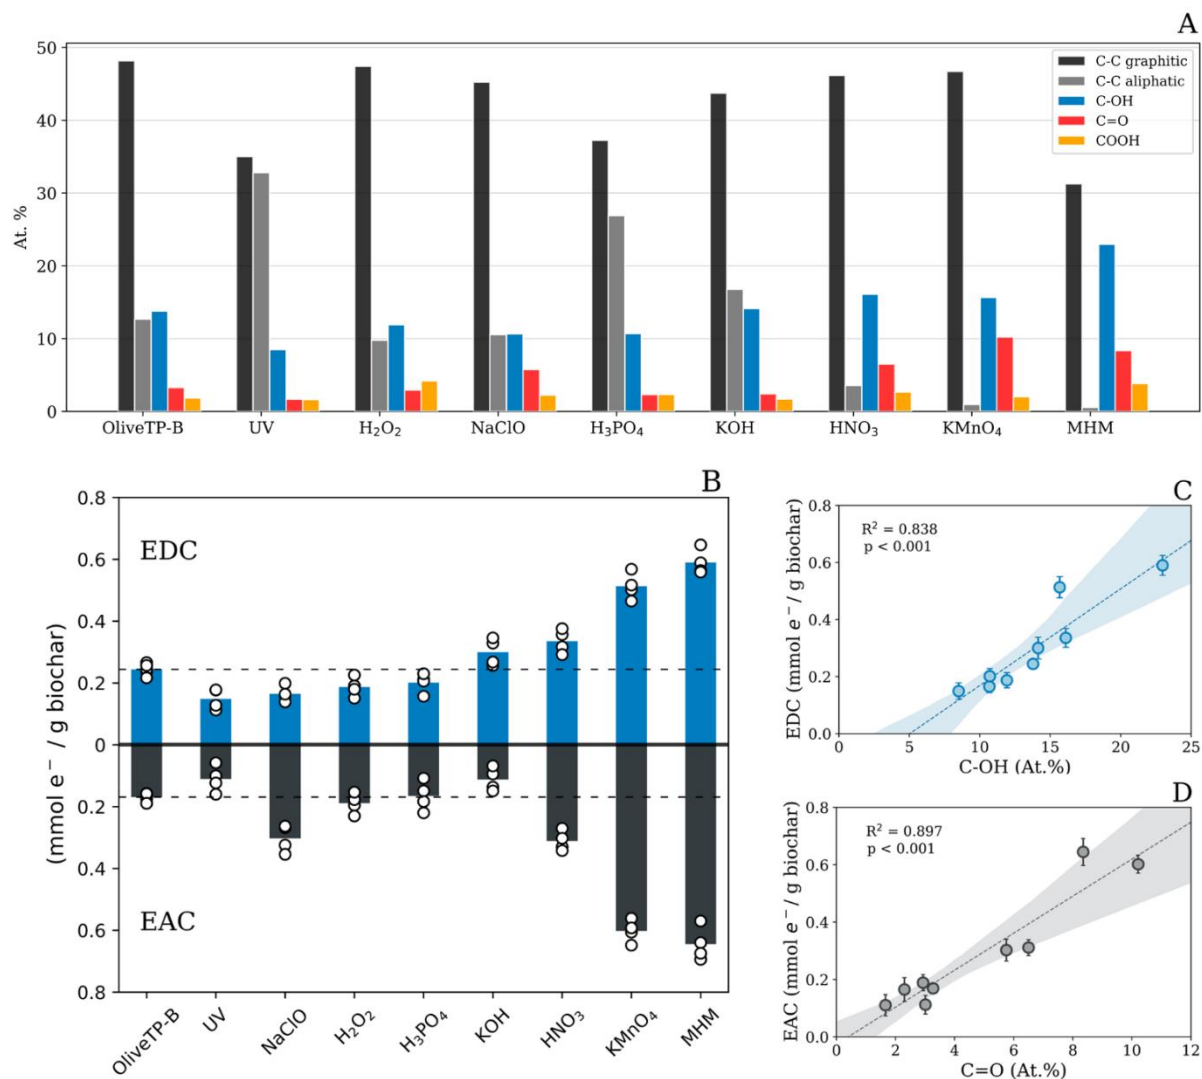 A
50
40
30
20
10
0
At. %
C-C graphitic
C-C aliphatic
C-OH
C=O
COOH
OliveTP-B UV H₂O₂ NaClO H₃PO₄ KOH HNO₃ KMnO₄ MHM
B
0.8
0.6
0.4
0.2
0
0.2
0.4
0.6
0.8
(mmol e⁻ / g biochar)
EDC
EAC
OliveTP-B UV NaClO H₂O₂ H₃PO₄ KOH HNO₃ KMnO₄ MHM
C
0.8
0.6
0.4
0.2
0.0
EDC (mmol e⁻ / g biochar)
R² = 0.838
p < 0.001
0 5 10 15 20 25
C-OH (At.%)
D
0.8
0.6
0.4
0.2
0.0
EAC (mmol e⁻ / g biochar)
R² = 0.897
p < 0.001
0 2 4 6 8 10 12
C=O (At.%)